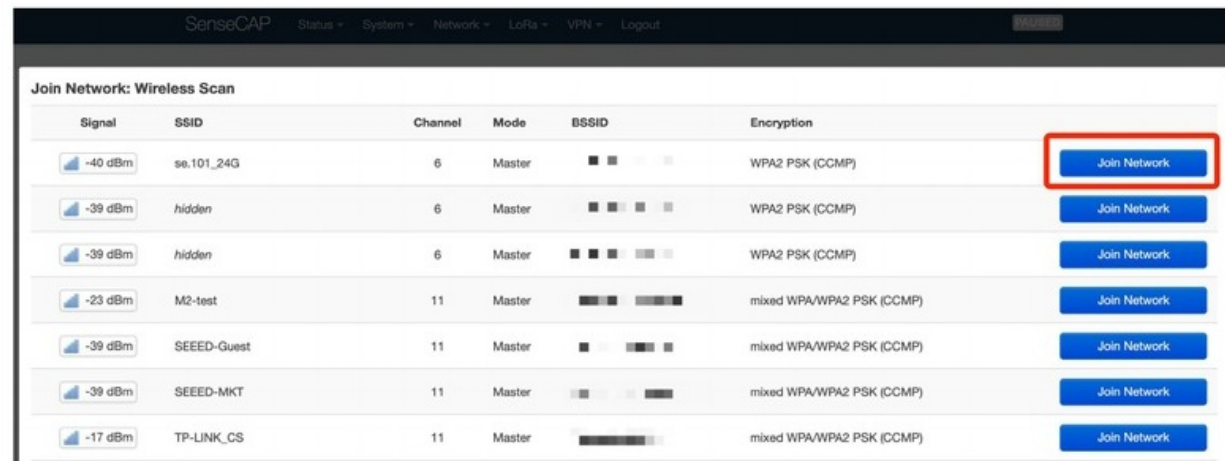 SenseCAP Status System Network LoRa VPN Logout PAUSED
Join Network: Wireless Scan
Signal SSID Channel Mode BSSID Encryption
-40 dBm se.101_24G 6 Master WPA2 PSK (CCMP) Join Network
-39 dBm hidden 6 Master WPA2 PSK (CCMP) Join Network
-39 dBm hidden 6 Master WPA2 PSK (CCMP) Join Network
-23 dBm M2-test 11 Master mixed WPA/WPA2 PSK (CCMP) Join Network
-39 dBm SEEED-Guest 11 Master mixed WPA/WPA2 PSK (CCMP) Join Network
-39 dBm SEEED-MKT 11 Master mixed WPA/WPA2 PSK (CCMP) Join Network
-17 dBm TP-LINK_CS 11 Master mixed WPA/WPA2 PSK (CCMP) Join Network